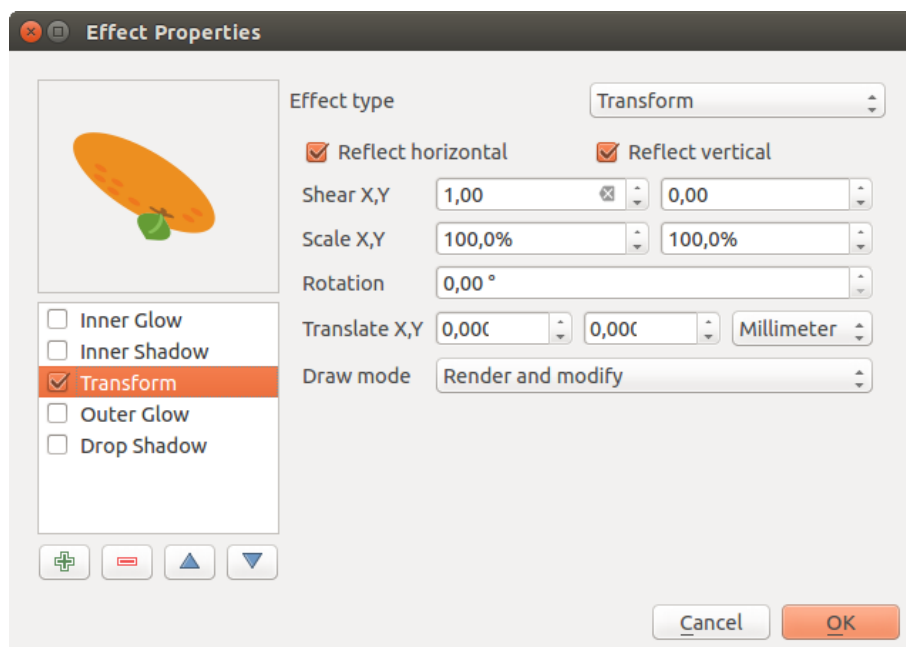 Effect Properties
Effect type Transform
Reflect horizontal Reflect vertical
Shear X,Y 1,00 0,00
Scale X,Y 100,0% 100,0%
Rotation 0,00 °
Translate X,Y 0,000 0,000 Millimeter
Draw mode Render and modify
Inner Glow
Inner Shadow
Transform
Outer Glow
Drop Shadow
Cancel OK